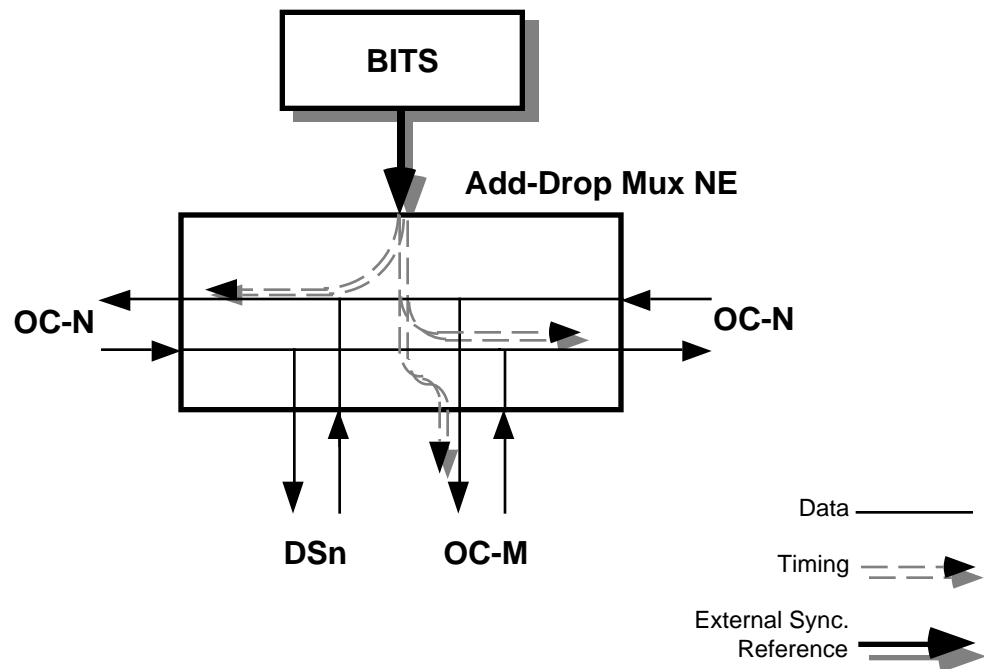 BITS
Add-Drop Mux NE
OC-N
OC-N
DSn
OC-M
Data
Timing
External Sync.
Reference